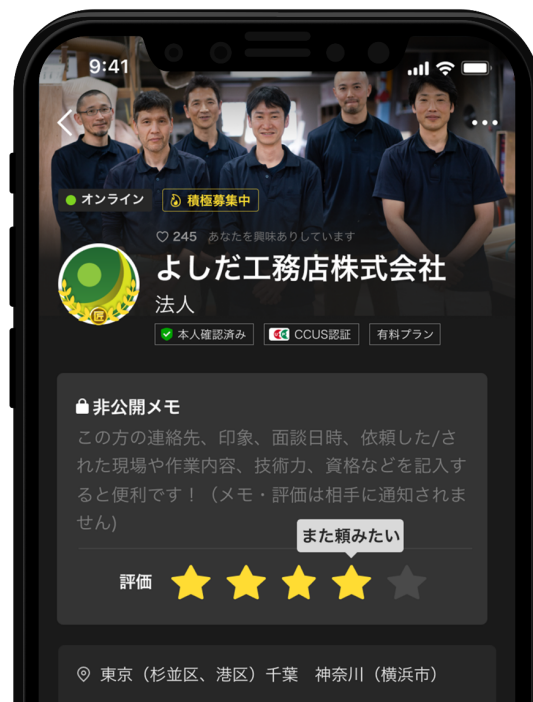 9:41
オンライン
積極募集中
245 あなたを興味ありしています
よしだ工務店株式会社
匠
法人
本人確認済み
CCUS認証
有料プラン
非公開メモ
この方の連絡先、印象、面談日時、依頼した/さ
れた現場や作業内容、技術力、資格などを記入す
ると便利です！（メモ・評価は相手に通知されま
せん)
また頼みたい
評価
東京（杉並区、港区）千葉　神奈川（横浜市）